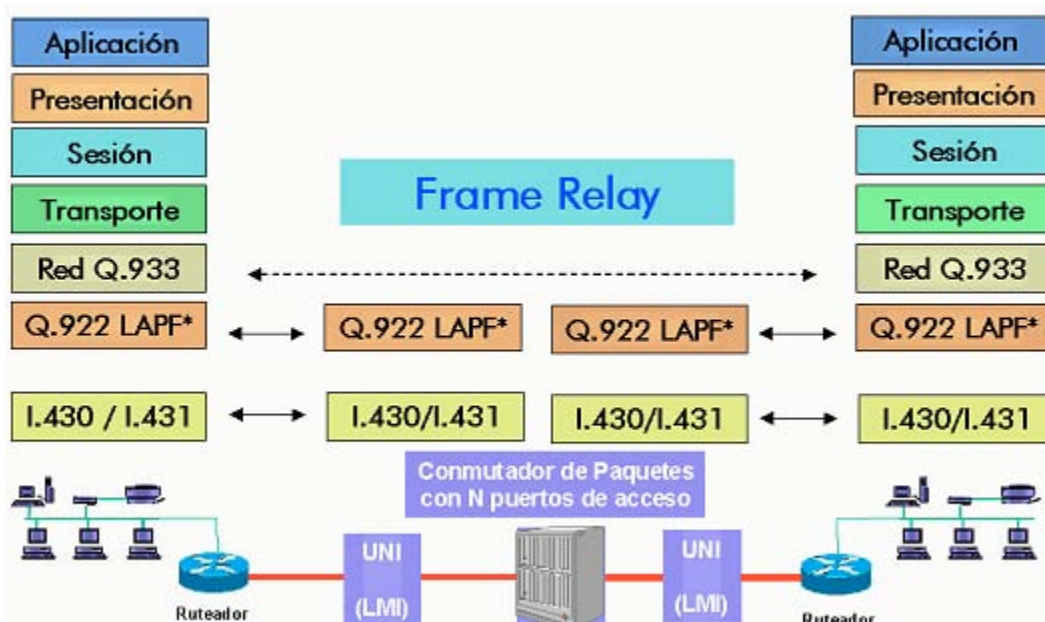 Aplicación
Aplicación
Presentación
Presentación
Sesión
Sesión
Frame Relay
Transporte
Transporte
Red Q.933
Red Q.933
Q.922 LAPF*
Q.922 LAPF*
Q.922 LAPF*
Q.922 LAPF*
I.430 / I.431
I.430/I.431
I.430/I.431
I.430/I.431
Conmutador de Paquetes
con N puertos de acceso
UNI
(LMI)
UNI
(LMI)
Ruteador
Ruteador